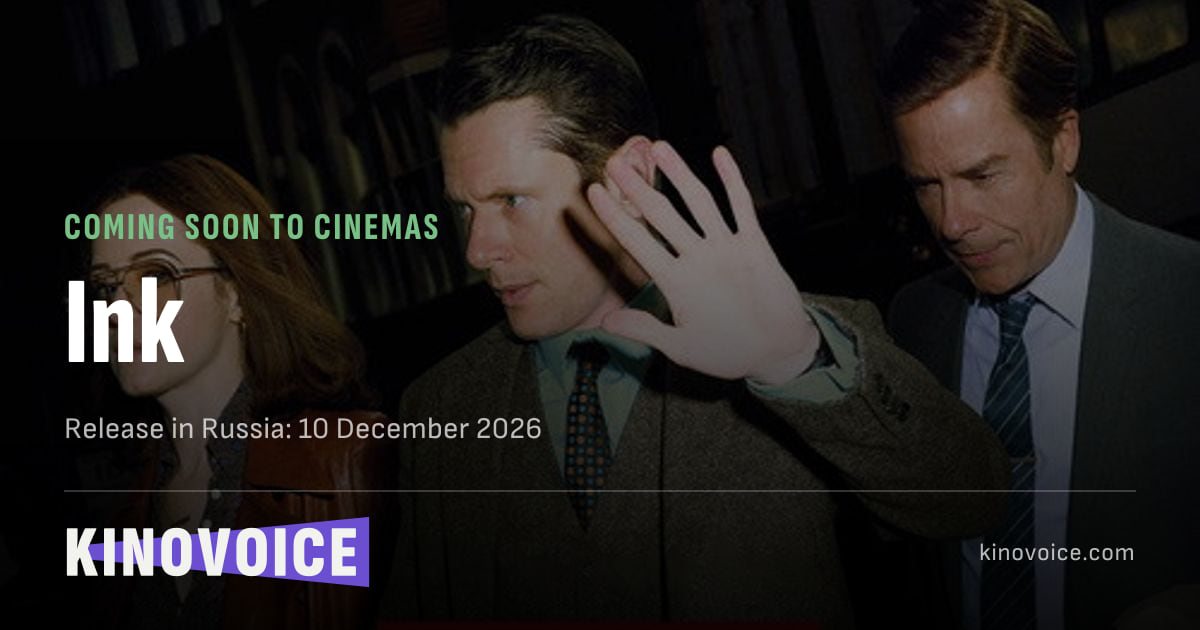 COMING SOON TO CINEMAS
Ink
Release in Russia: 10 December 2026
KINOVOICE
kinovoice.com